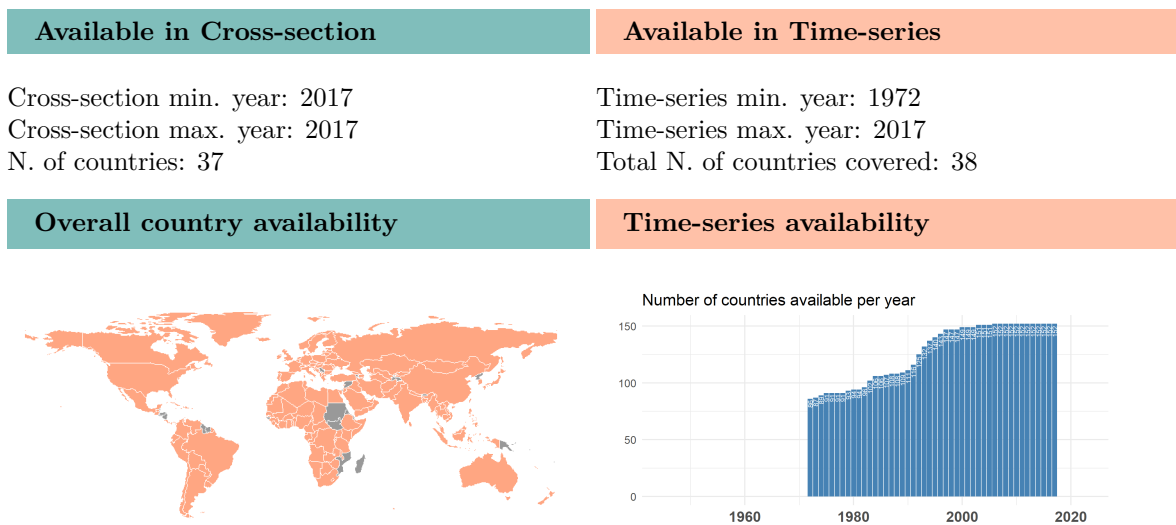 Available in Cross-section
Available in Time-series
Cross-section min. year: 2017
Cross-section max. year: 2017
N. of countries: 37
Time-series min. year: 1972
Time-series max. year: 2017
Total N. of countries covered: 38
Overall country availability
Time-series availability
Number of countries available per year
150
100
50
0
1960
1980
2000
2020